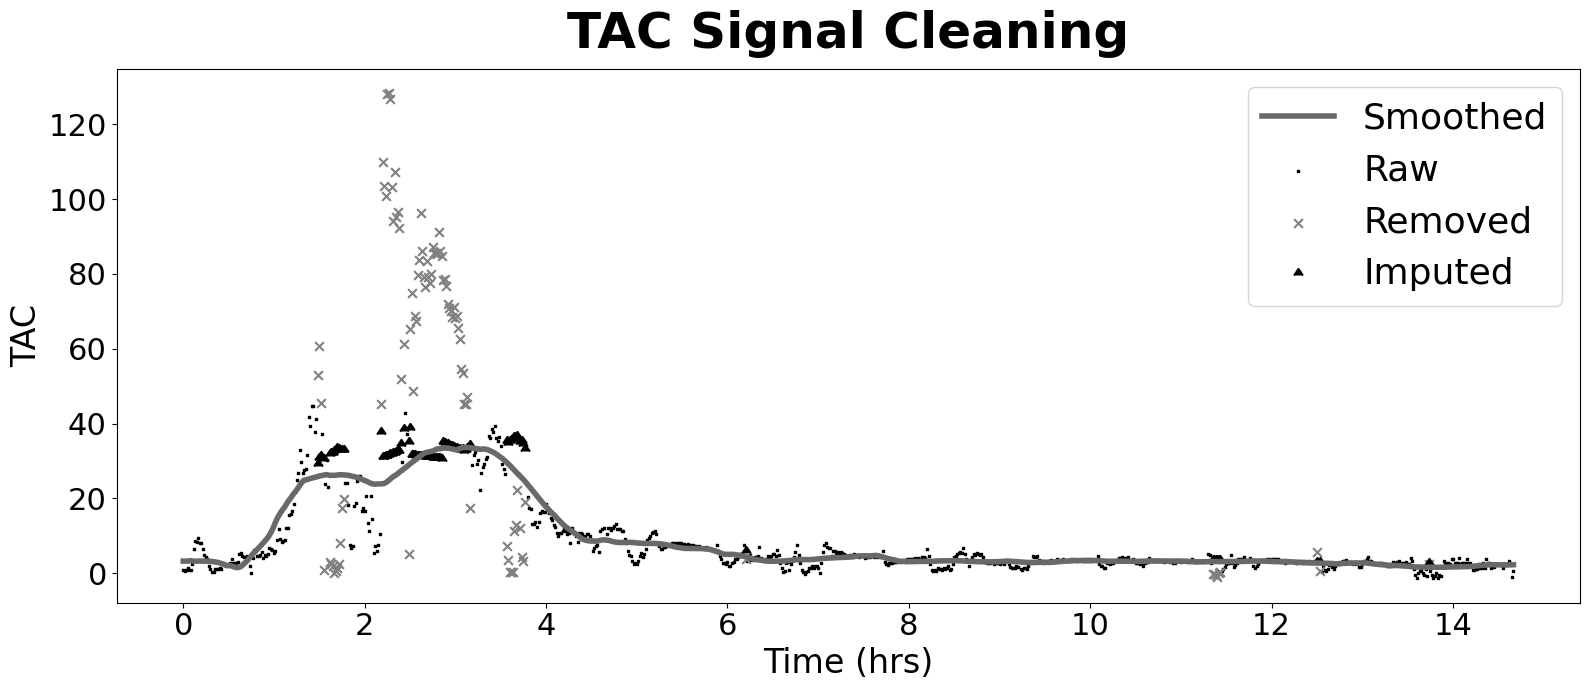 TAC Signal Cleaning
TAC
120
100
80
60
40
20
0
Smoothed
Raw
Removed
Imputed
0 2 4 6 8 10 12 14
Time (hrs)